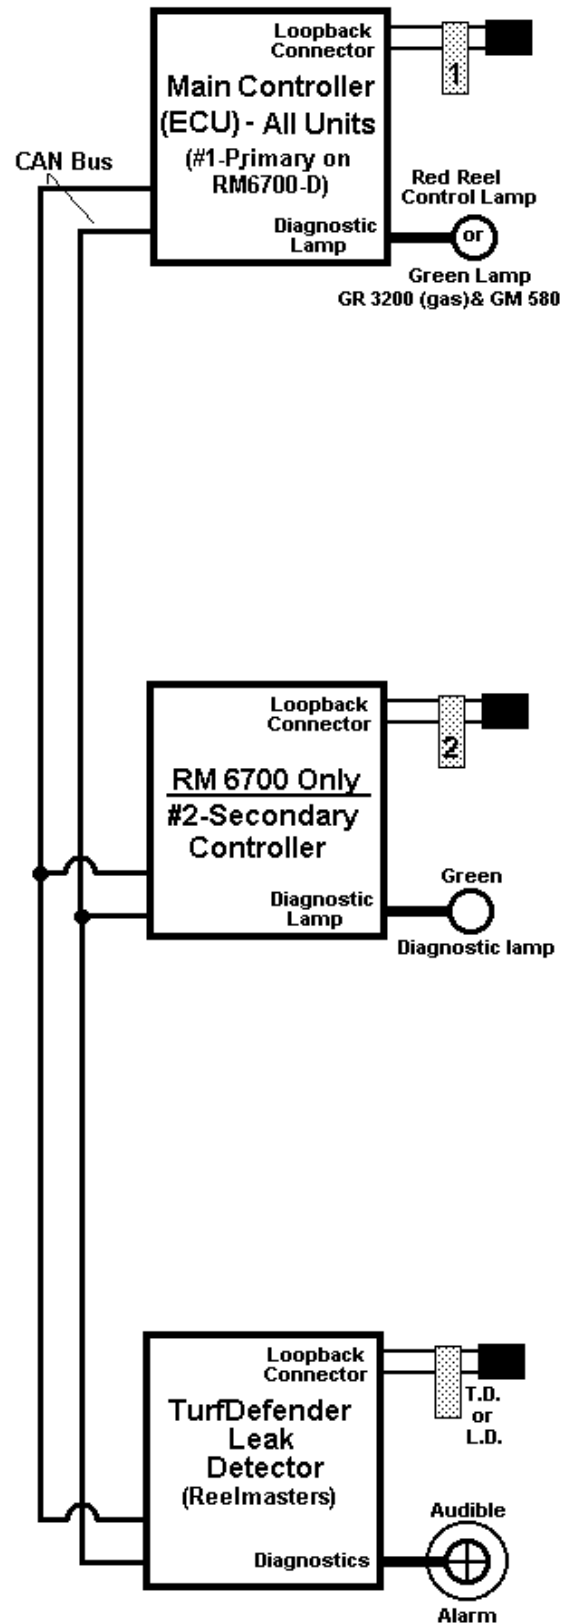 Loopback
Connector
1
Main Controller
(ECU) - All Units
(#1-Primary on
RM6700-D)
CAN Bus
Diagnostic
Lamp
Red Reel
Control Lamp
or
Green Lamp
GR 3200 (gas)& GM 580
Loopback
Connector
2
RM 6700 Only
#2-Secondary
Controller
Diagnostic
Lamp
Green
Diagnostic lamp
Loopback
Connector
T.D.
or
L.D.
TurfDefender
Leak
Detector
(Reelmasters)
Diagnostics
Audible
Alarm